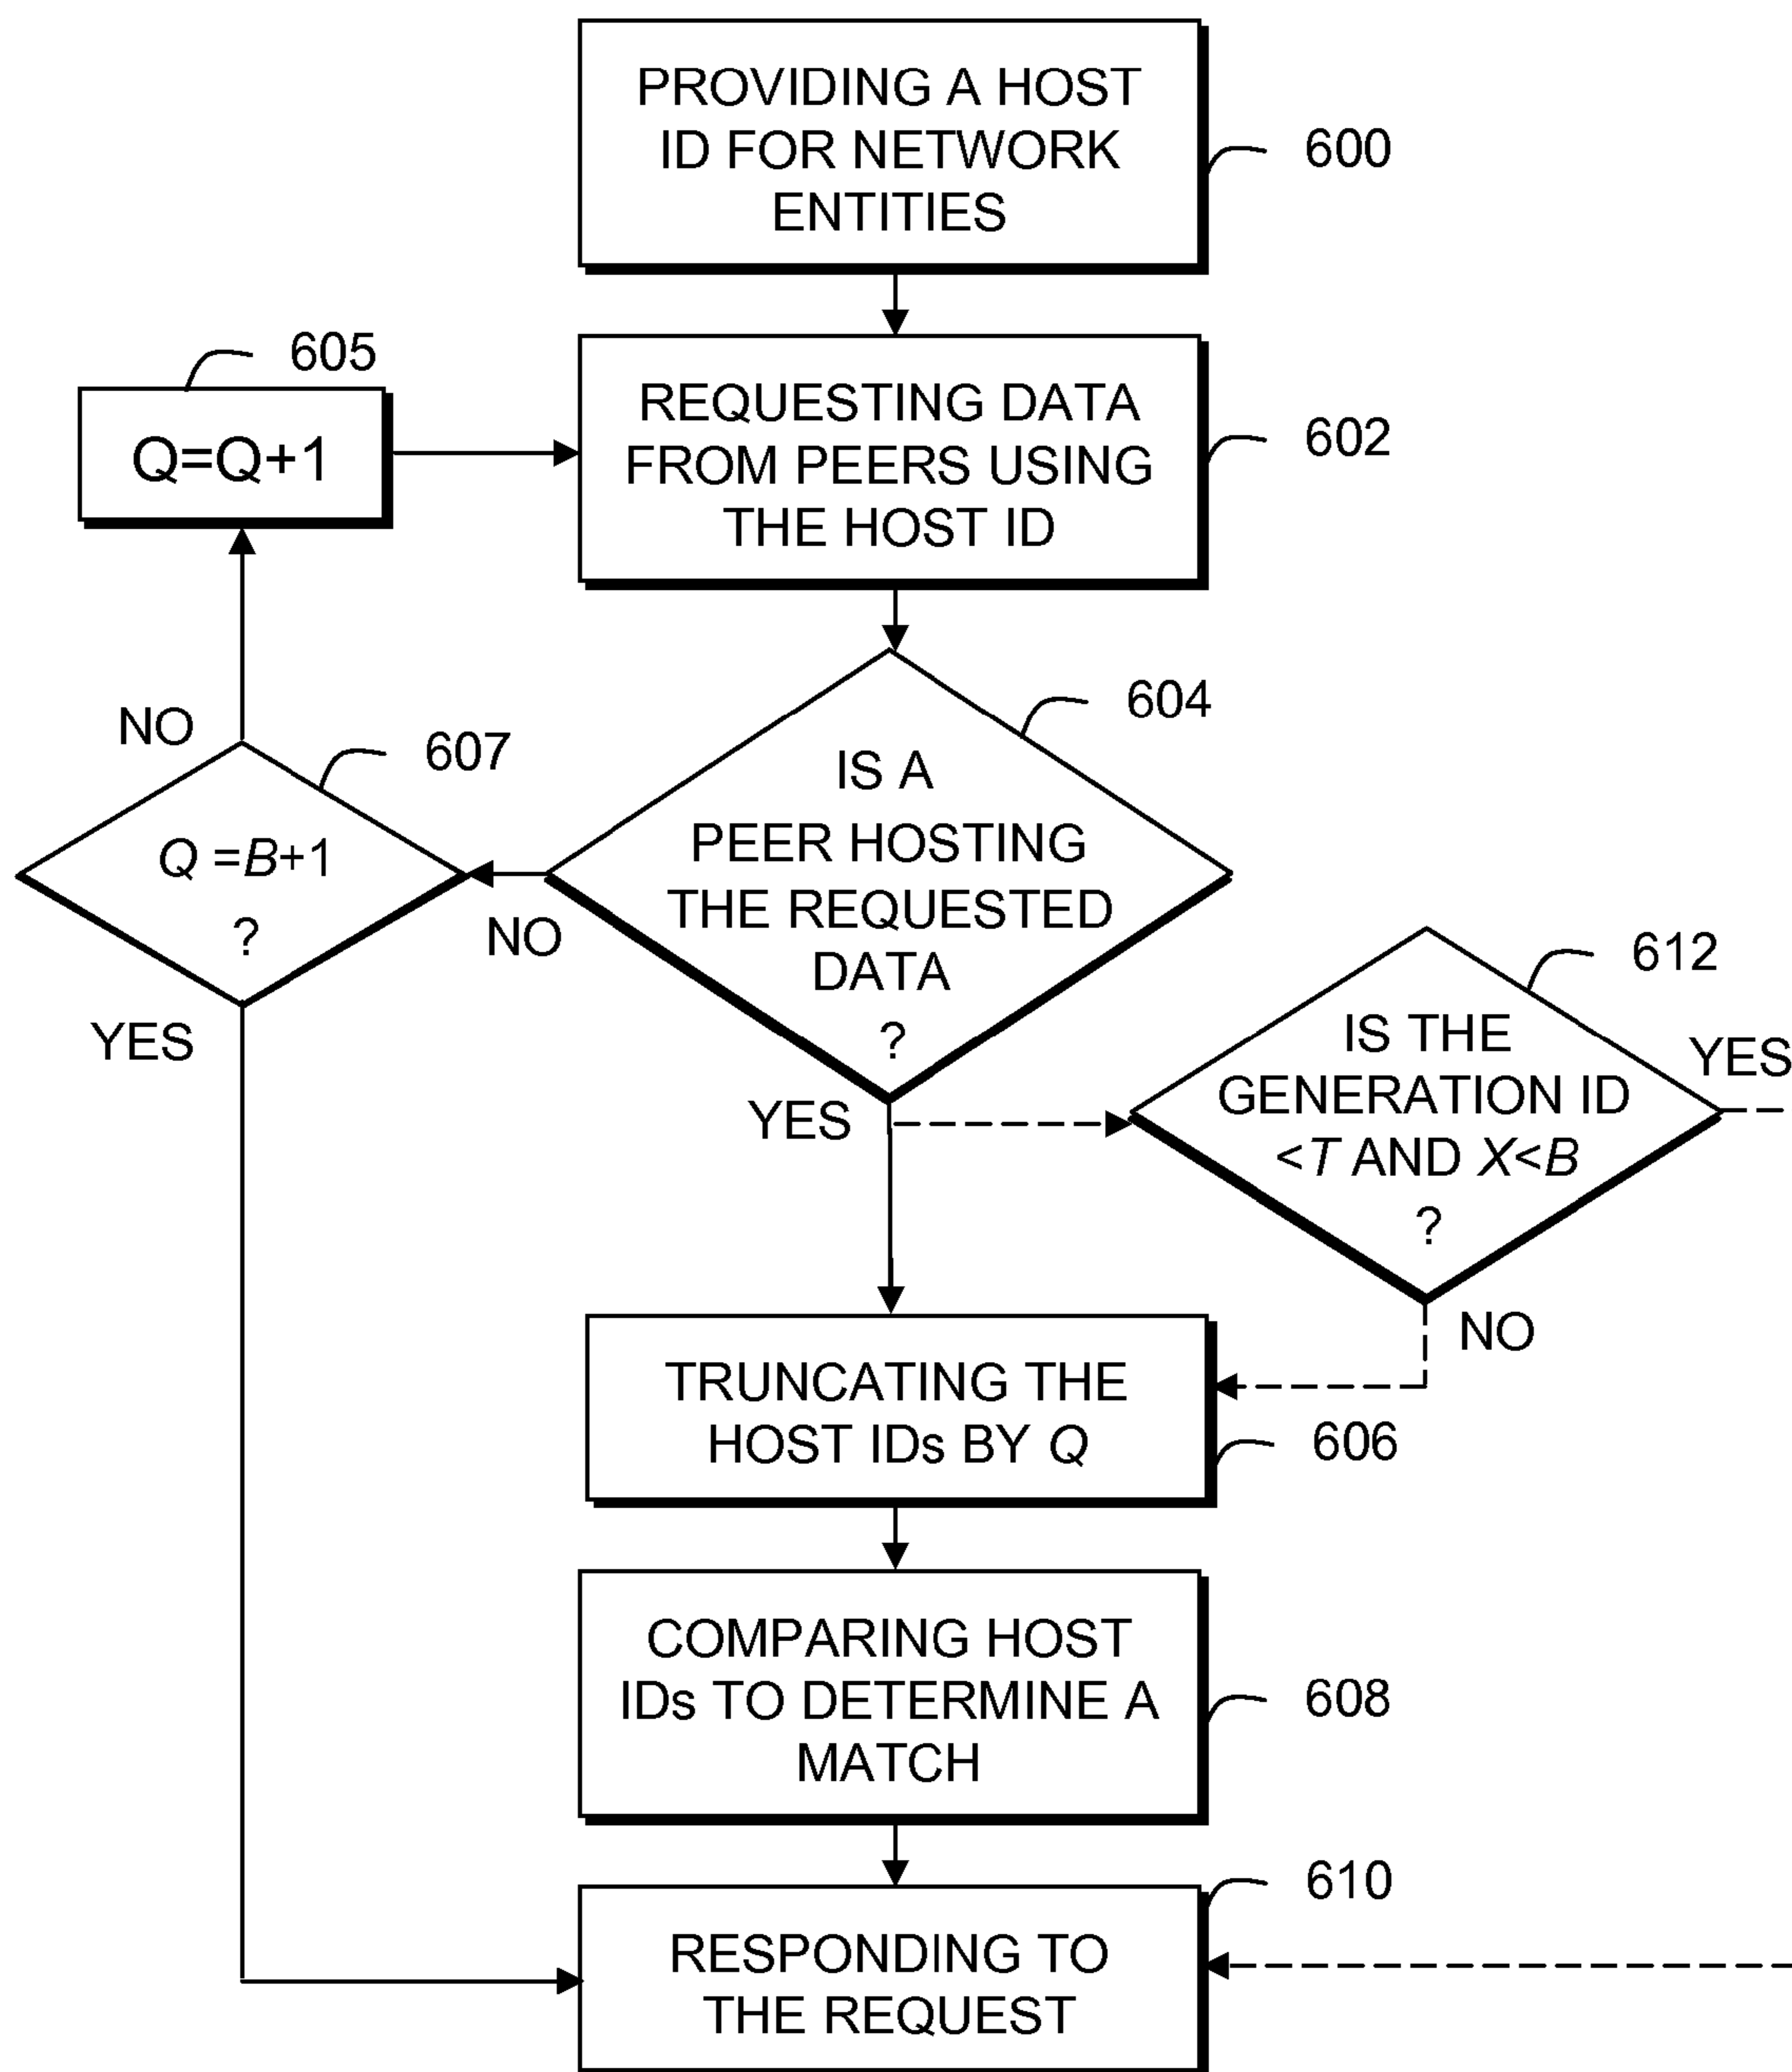 PROVIDING A HOST
ID FOR NETWORK
ENTITIES
600
605
Q=Q+1
REQUESTING DATA
FROM PEERS USING
THE HOST ID
602
604
IS A
PEER HOSTING
THE REQUESTED
DATA
?
NO
607
Q =B+1
?
NO
YES
YES
612
IS THE
GENERATION ID
<T AND X<B
?
YES
NO
TRUNCATING THE
HOST IDs BY Q
606
COMPARING HOST
IDs TO DETERMINE A
MATCH
608
610
RESPONDING TO
THE REQUEST